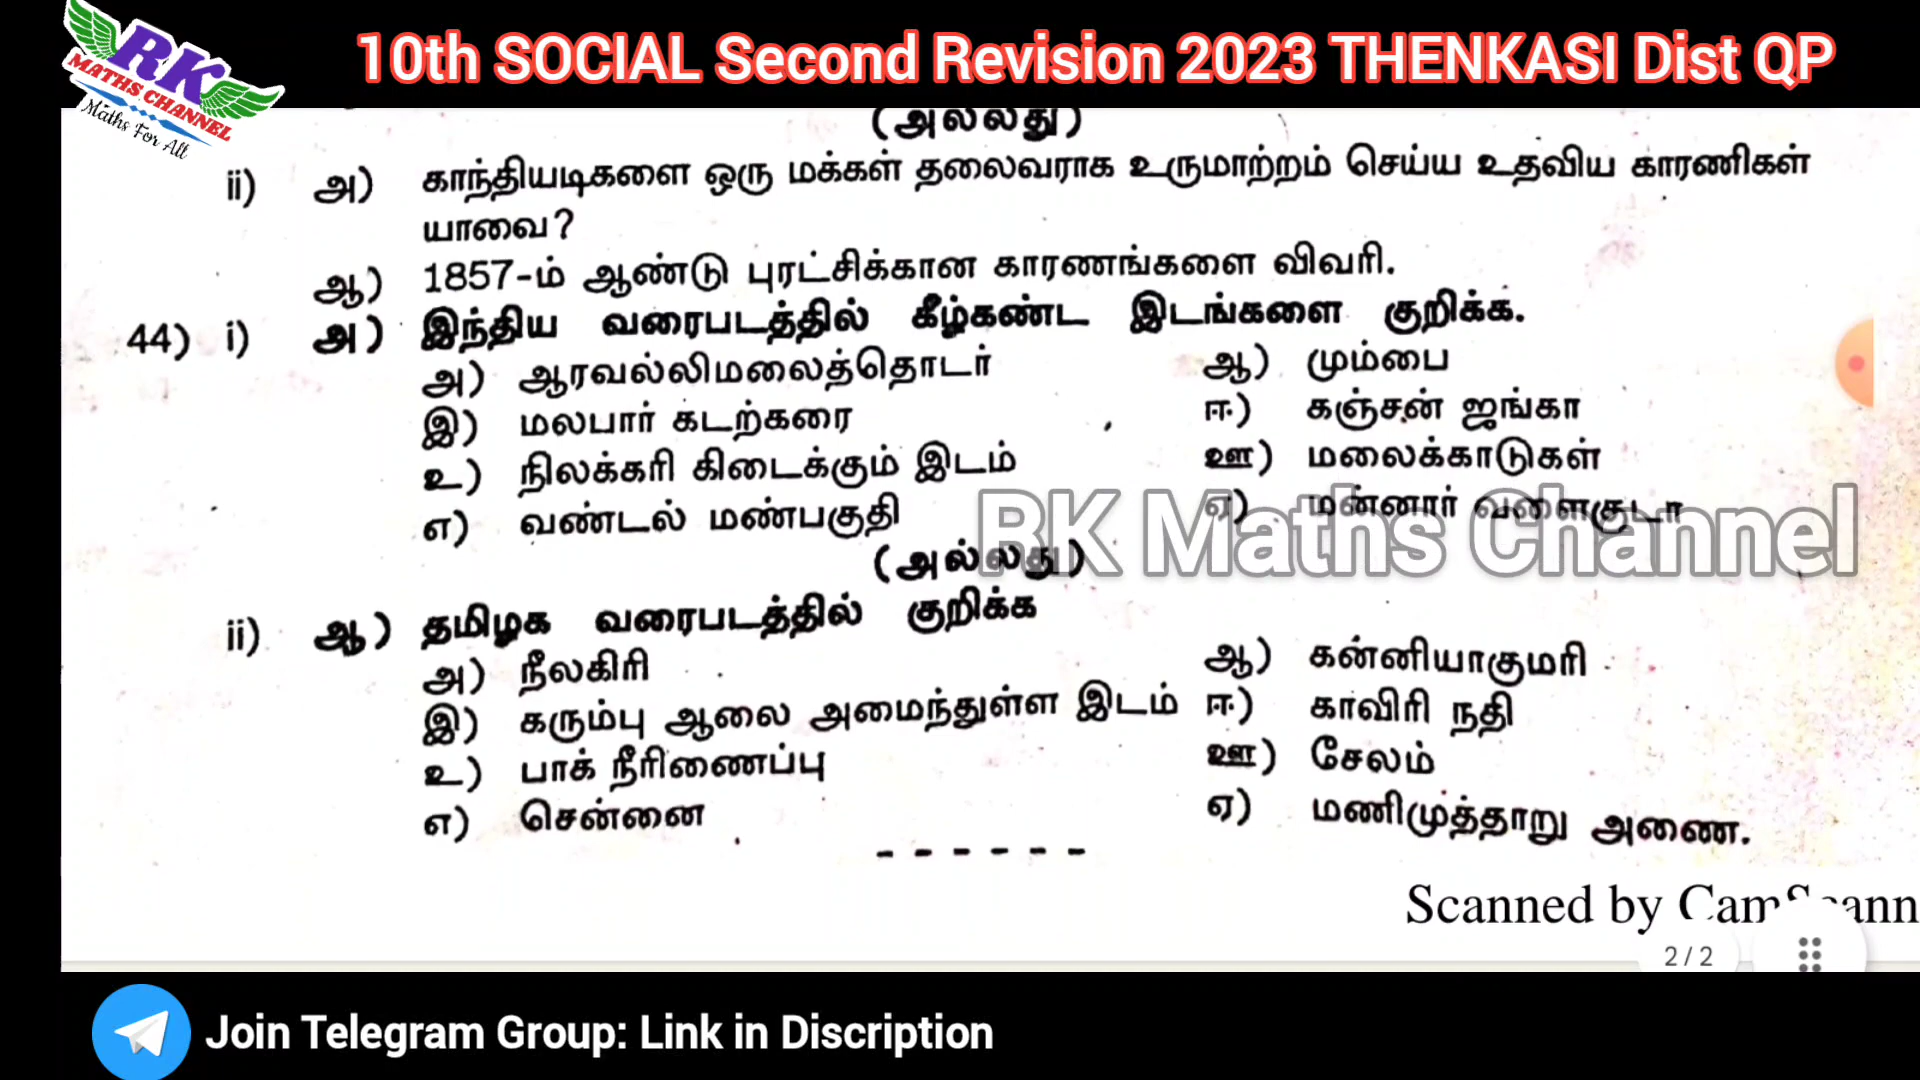 10th SOCIAL Second Revision 2023 THENKASI Dist QP
RK
MATHS CHANNEL
Maths For All
(அல்லது)
ii) அ) காந்தியடிகளை ஒரு மக்கள் தலைவராக உருமாற்றம் செய்ய உதவிய காரணிகள்
யாவை?
ஆ) 1857-ம் ஆண்டு புரட்சிக்கான காரணங்களை விவரி.
44) i) அ) இந்திய வரைபடத்தில் கீழ்கண்ட இடங்களை குறிக்க.
அ) ஆரவல்லிமலைத்தொடர் ஆ) மும்பை
இ) மலபார் கடற்கரை ஈ) கஞ்சன் ஜங்கா
உ) நிலக்கரி கிடைக்கும் இடம் ஊ) மலைக்காடுகள்
எ) வண்டல் மண்பகுதி ஏ) மன்னார் வளைகுடா
RK Maths Channel
(அல்லது)
ii) ஆ) தமிழக வரைபடத்தில் குறிக்க
அ) நீலகிரி ஆ) கன்னியாகுமரி
இ) கரும்பு ஆலை அமைந்துள்ள இடம் ஈ) காவிரி நதி
உ) பாக் நீரிணைப்பு ஊ) சேலம்
எ) சென்னை ஏ) மணிமுத்தாறு அணை.
- - - - - -
Scanned by
2 / 2
Join Telegram Group: Link in Discription